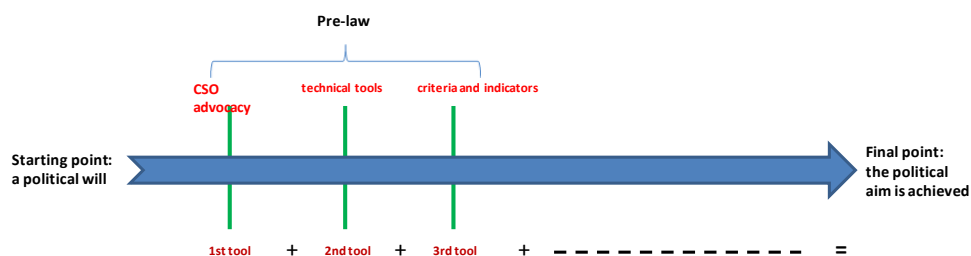 Pre-law
CSO
advocacy
technical tools
criteria and indicators
Starting point:
a political will
Final point:
the political
aim is achieved
1st tool + 2nd tool + 3rd tool + _ _ _ _ _ _ _ _ _ _ _ _ =